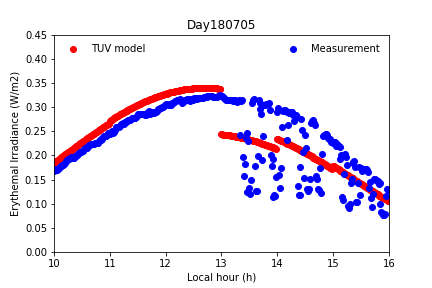 Day180705
TUV model
Measurement
Erythemal Irradiance (W/m2)
0.45
0.40
0.35
0.30
0.25
0.20
0.15
0.10
0.05
0.00
10 11 12 13 14 15 16
Local hour (h)